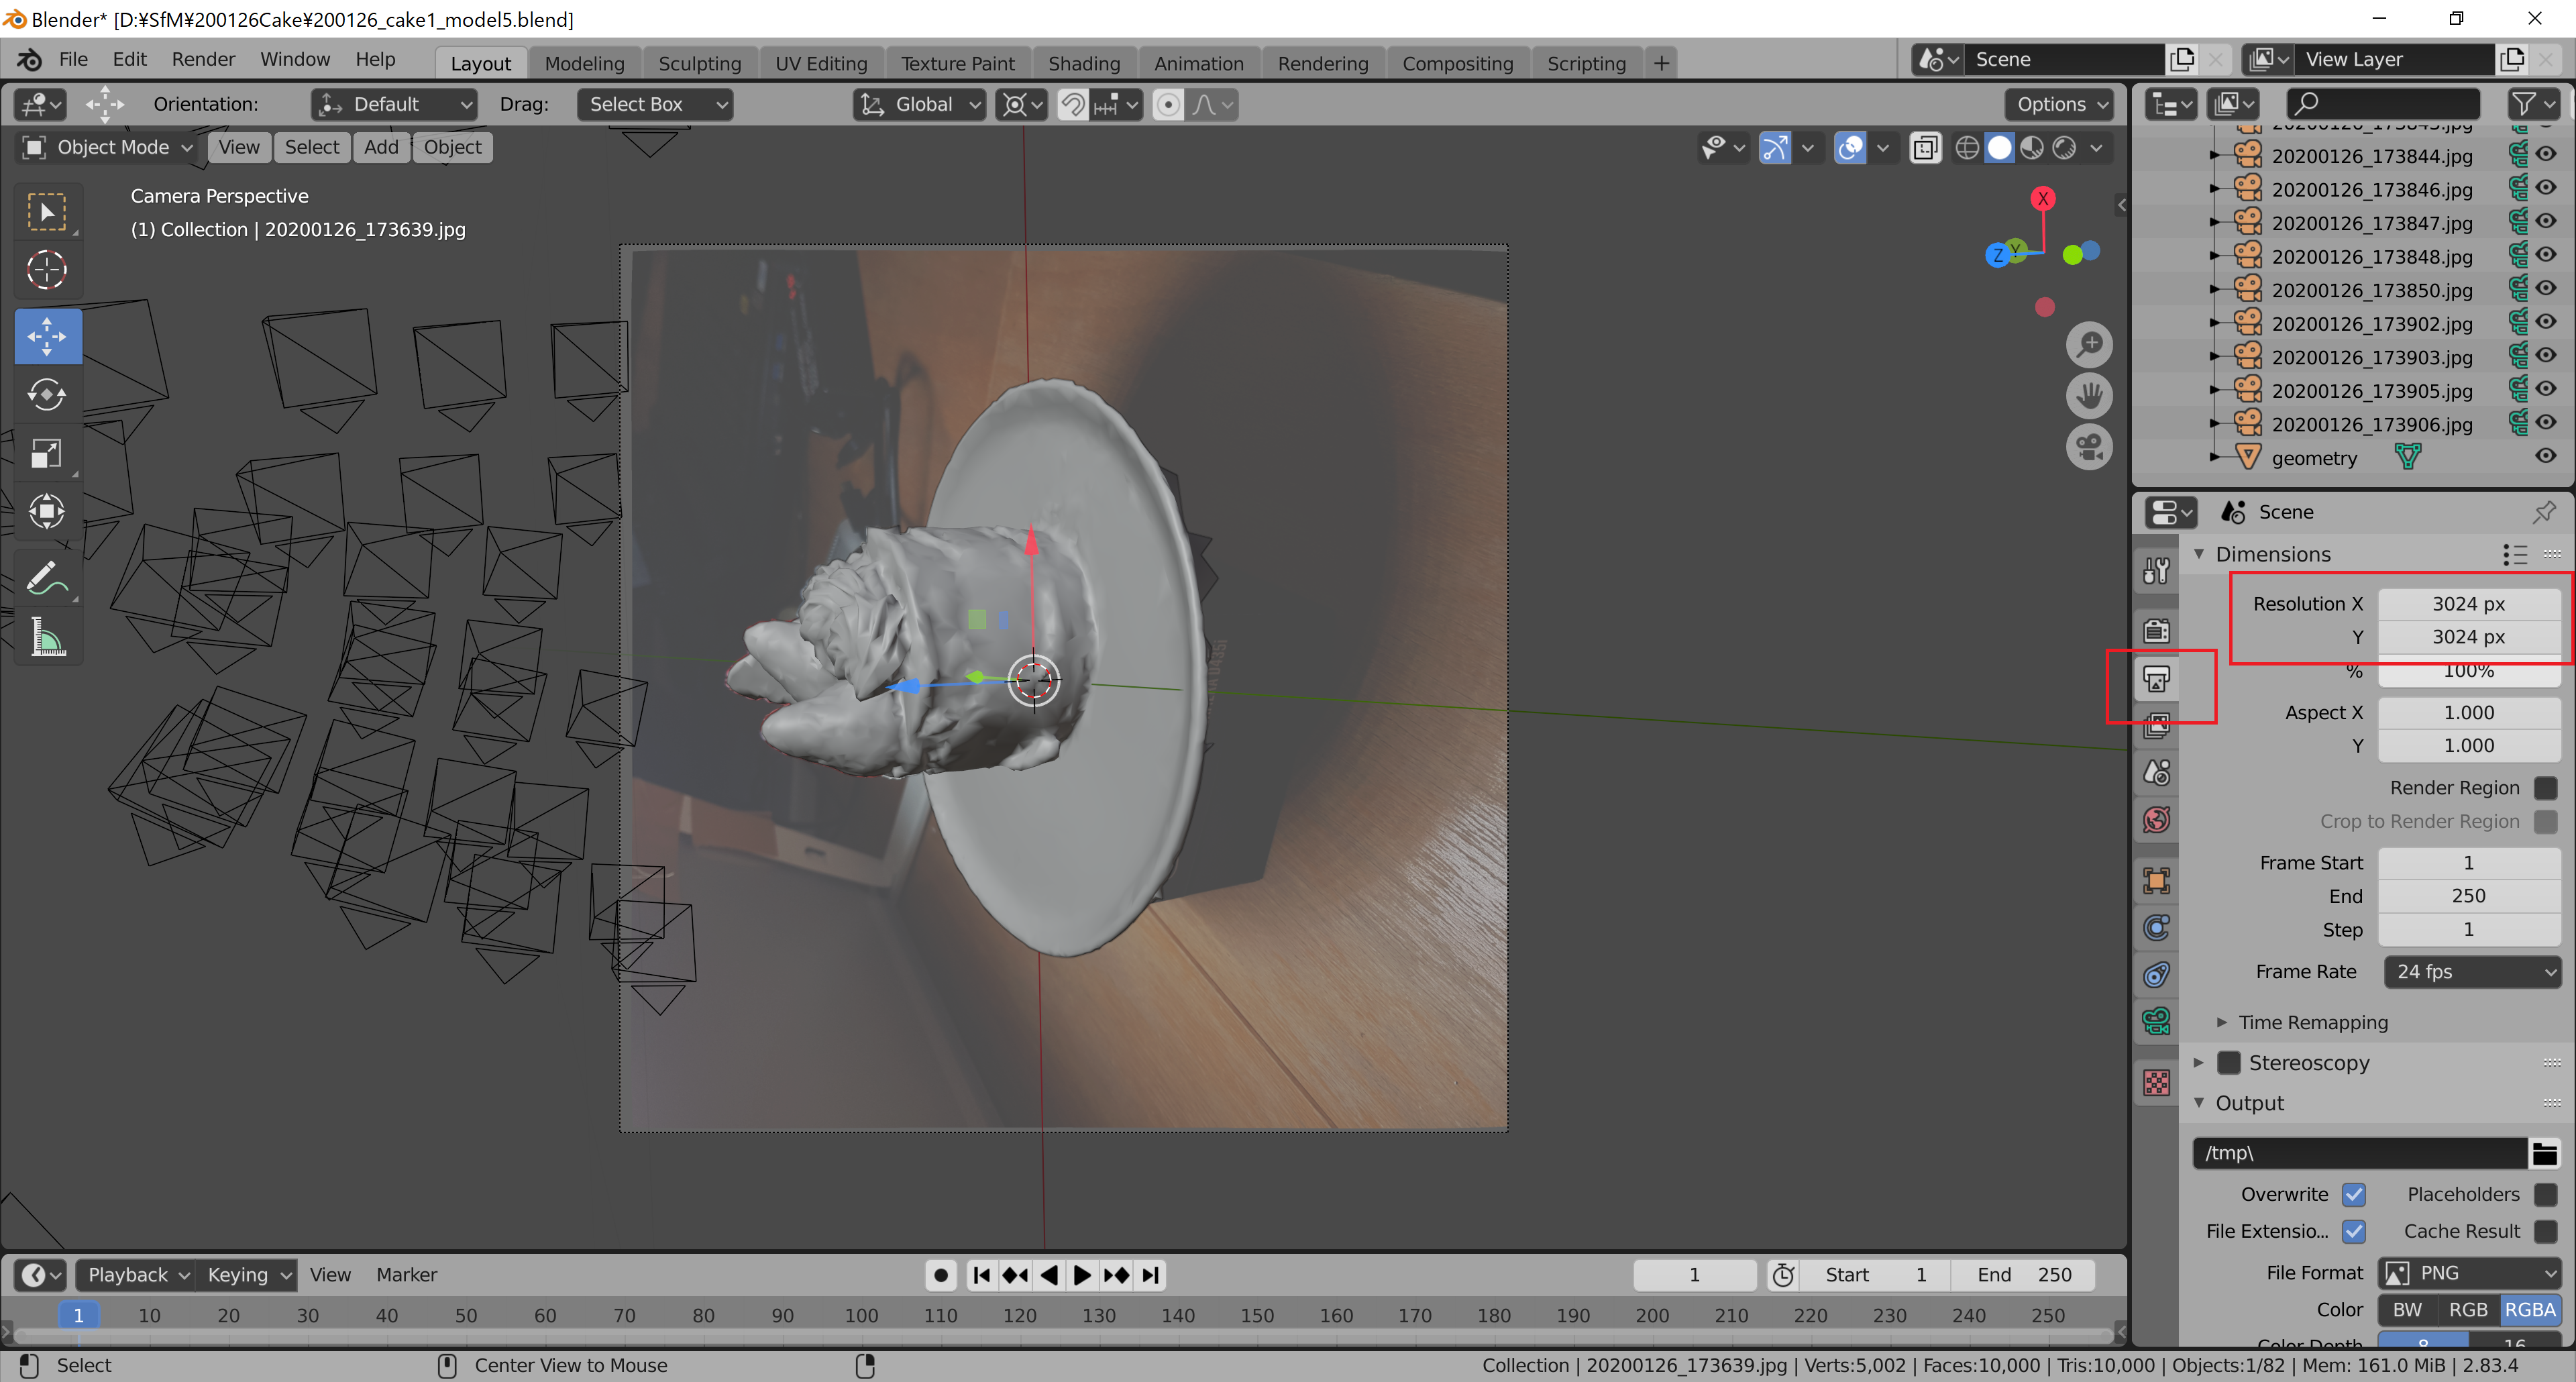 Blender* [D:¥SfM¥200126Cake¥200126_cake1_model5.blend]
File Edit Render Window Help Layout Modeling Sculpting UV Editing Texture Paint Shading Animation Rendering Compositing Scripting + Scene View Layer
Orientation: Default Drag: Select Box Global Options
Object Mode View Select Add Object
Camera Perspective
(1) Collection | 20200126_173639.jpg
X
Y
Z
20200126_173844.jpg
20200126_173846.jpg
20200126_173847.jpg
20200126_173848.jpg
20200126_173850.jpg
20200126_173902.jpg
20200126_173903.jpg
20200126_173905.jpg
20200126_173906.jpg
geometry
Scene
Dimensions
Resolution X 3024 px
Y 3024 px
% 100%
Aspect X 1.000
Y 1.000
Render Region
Crop to Render Region
Frame Start 1
End 250
Step 1
Frame Rate 24 fps
Time Remapping
Stereoscopy
Output
/tmp\
Overwrite Placeholders
File Extensio... Cache Result
File Format PNG
Color BW RGB RGBA
Color Depth 8 16
Playback Keying View Marker 1 Start 1 End 250
1 10 20 30 40 50 60 70 80 90 100 110 120 130 140 150 160 170 180 190 200 210 220 230 240 250
Select Center View to Mouse Collection | 20200126_173639.jpg | Verts:5,002 | Faces:10,000 | Tris:10,000 | Objects:1/82 | Mem: 161.0 MiB | 2.83.4